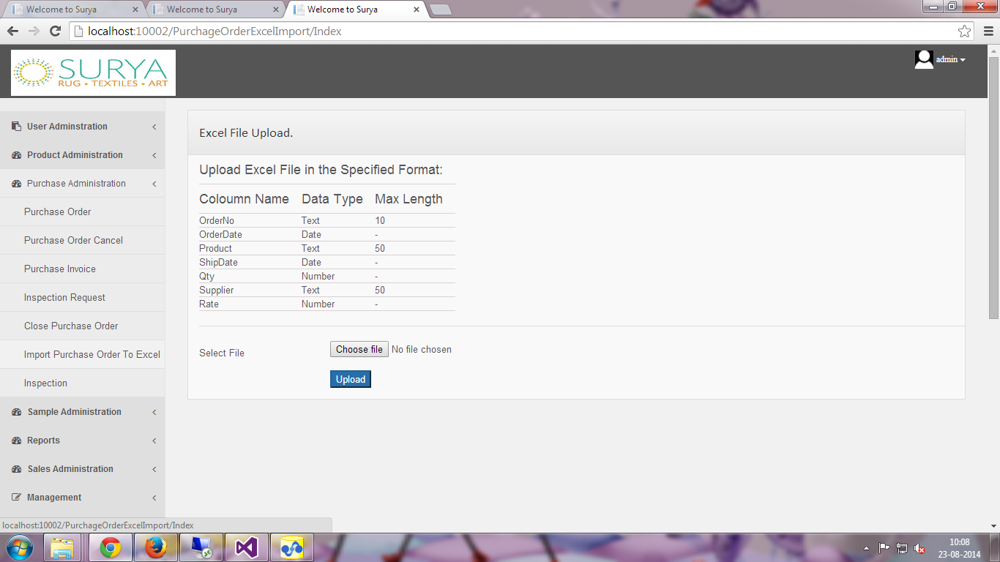 Welcome to Surya
Welcome to Surya
Welcome to Surya
localhost:10002/PurchageOrderExcelImport/Index
SURYA
RUG • TEXTILES • ART
admin
User Adminstration
Product Administration
Purchase Administration
Purchase Order
Purchase Order Cancel
Purchase Invoice
Inspection Request
Close Purchase Order
Import Purchase Order To Excel
Inspection
Sample Administration
Reports
Sales Administration
Management
Excel File Upload.
Upload Excel File in the Specified Format:
Coloumn Name Data Type Max Length
OrderNo Text 10
OrderDate Date -
Product Text 50
ShipDate Date -
Qty Number -
Supplier Text 50
Rate Number -
Select File Choose file No file chosen
Upload
localhost:10002/PurchageOrderExcelImport/Index
10:08
23-08-2014